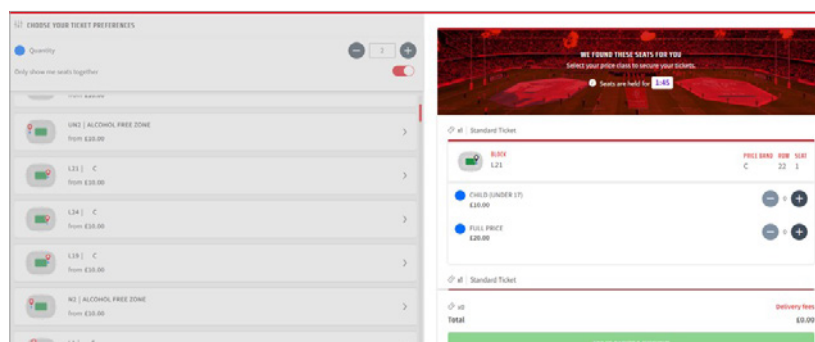 CHOOSE YOUR TICKET PREFERENCES
Quantity
Only show me seats together
from £10.00
UN2 | ALCOHOL FREE ZONE
from £10.00
L21 | C
from £10.00
L24 | C
from £10.00
L19 | C
from £10.00
N2 | ALCOHOL FREE ZONE
from £10.00
WE FOUND THESE SEATS FOR YOU
Select your price class to secure your tickets.
Seats are held for 1:45
x1 | Standard Ticket
BLOCK
L21
PRICE BAND ROW SEAT
C 22 1
CHILD (UNDER 17)
£10.00
0
FULL PRICE
£20.00
0
x1 | Standard Ticket
x0
Delivery fees
Total
£0.00